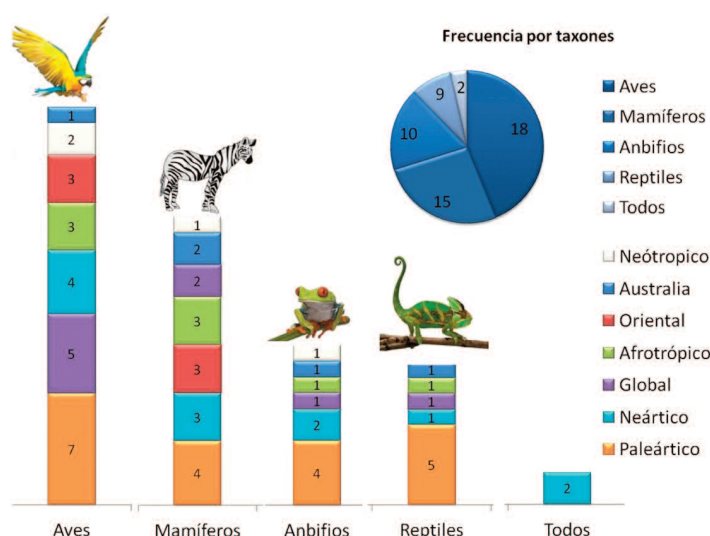 Frecuencia por taxones
18
15
10
9
2
Aves
Mamíferos
Anbifios
Reptiles
Todos
Neótropico
Australia
Oriental
Afrotrópico
Global
Neártico
Paleártico
1
2
3
3
4
5
7
1
2
2
3
3
3
4
1
1
1
1
2
4
1
1
1
1
5
2
Aves
Mamíferos
Anbifios
Reptiles
Todos